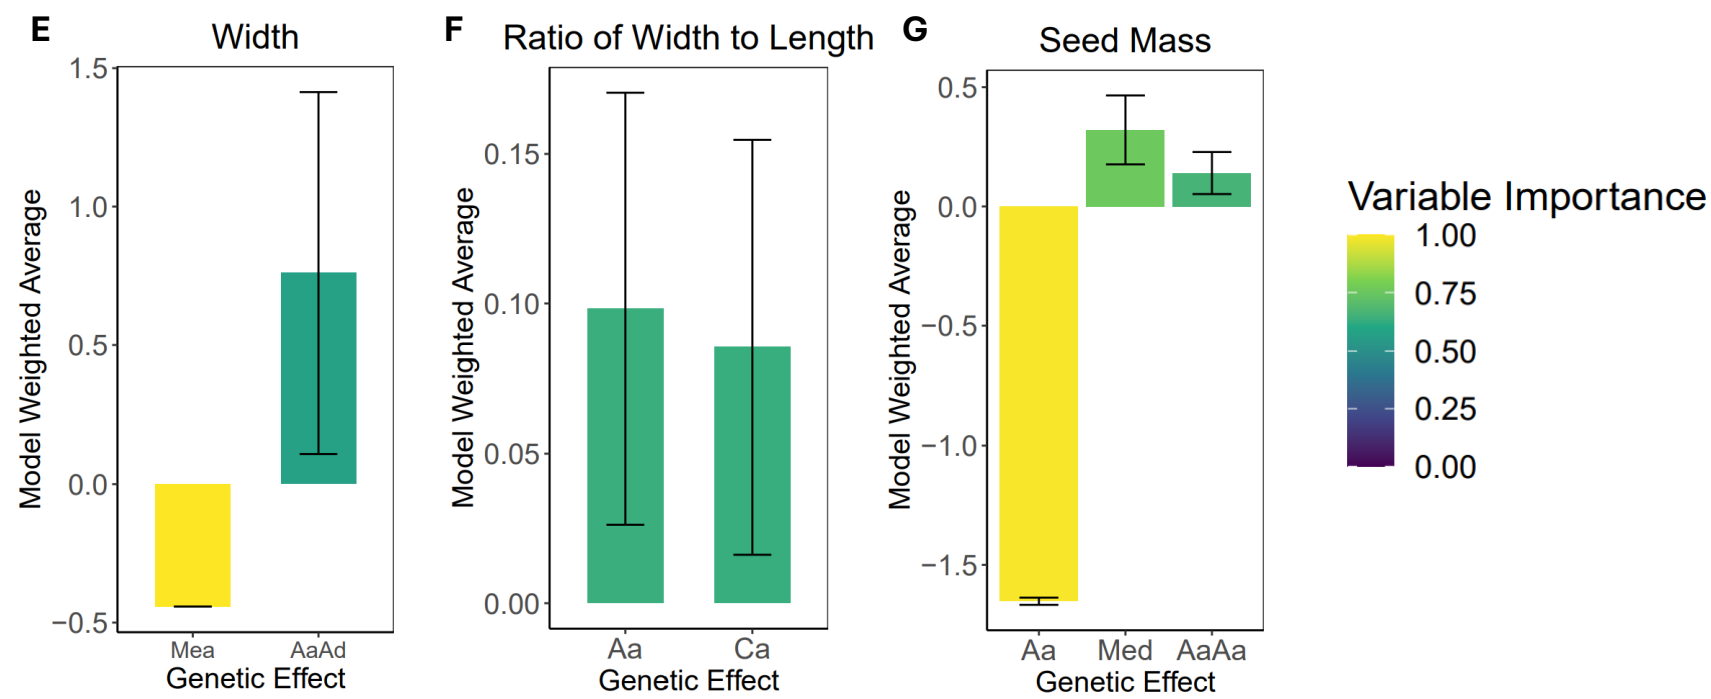 E
Width
Model Weighted Average
1.5
1.0
0.5
0.0
−0.5
Mea
AaAd
Genetic Effect
F
Ratio of Width to Length
Model Weighted Average
0.15
0.10
0.05
0.00
Aa
Ca
Genetic Effect
G
Seed Mass
Model Weighted Average
0.5
0.0
−0.5
−1.0
−1.5
Aa
Med
AaAa
Genetic Effect
Variable Importance
1.00
0.75
0.50
0.25
0.00